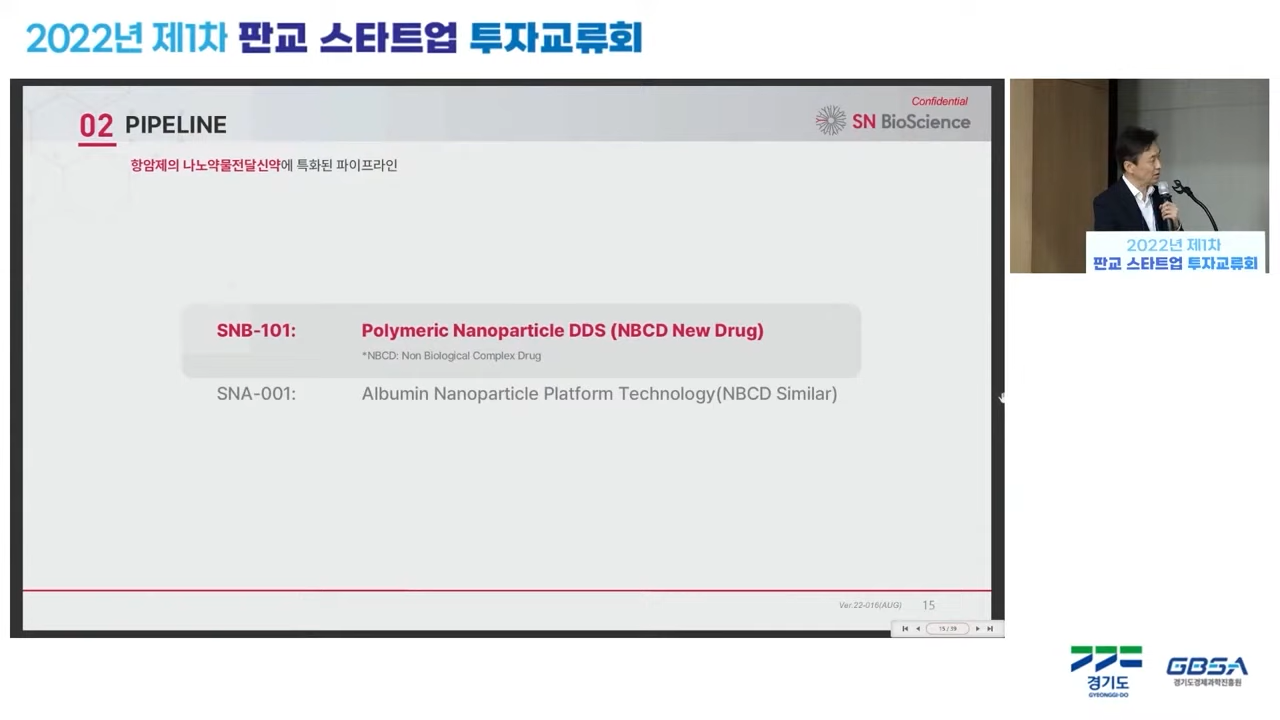 2022년 제1차 판교 스타트업 투자교류회
Confidential
02 PIPELINE
SN BioScience
항암제의 나노약물전달신약에 특화된 파이프라인
SNB-101: Polymeric Nanoparticle DDS (NBCD New Drug)
*NBCD: Non Biological Complex Drug
SNA-001: Albumin Nanoparticle Platform Technology(NBCD Similar)
Ver.22-016(AUG) 15
15 / 39
2022년 제1차
판교 스타트업 투자교류회
경기도
GYEONGGI-DO
GBSA
경기도경제과학진흥원